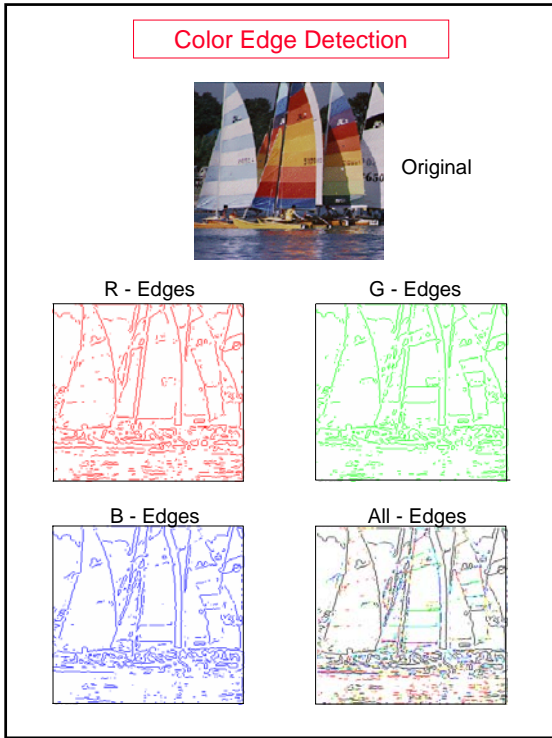 Color Edge Detection
Original
R - Edges
G - Edges
B - Edges
All - Edges